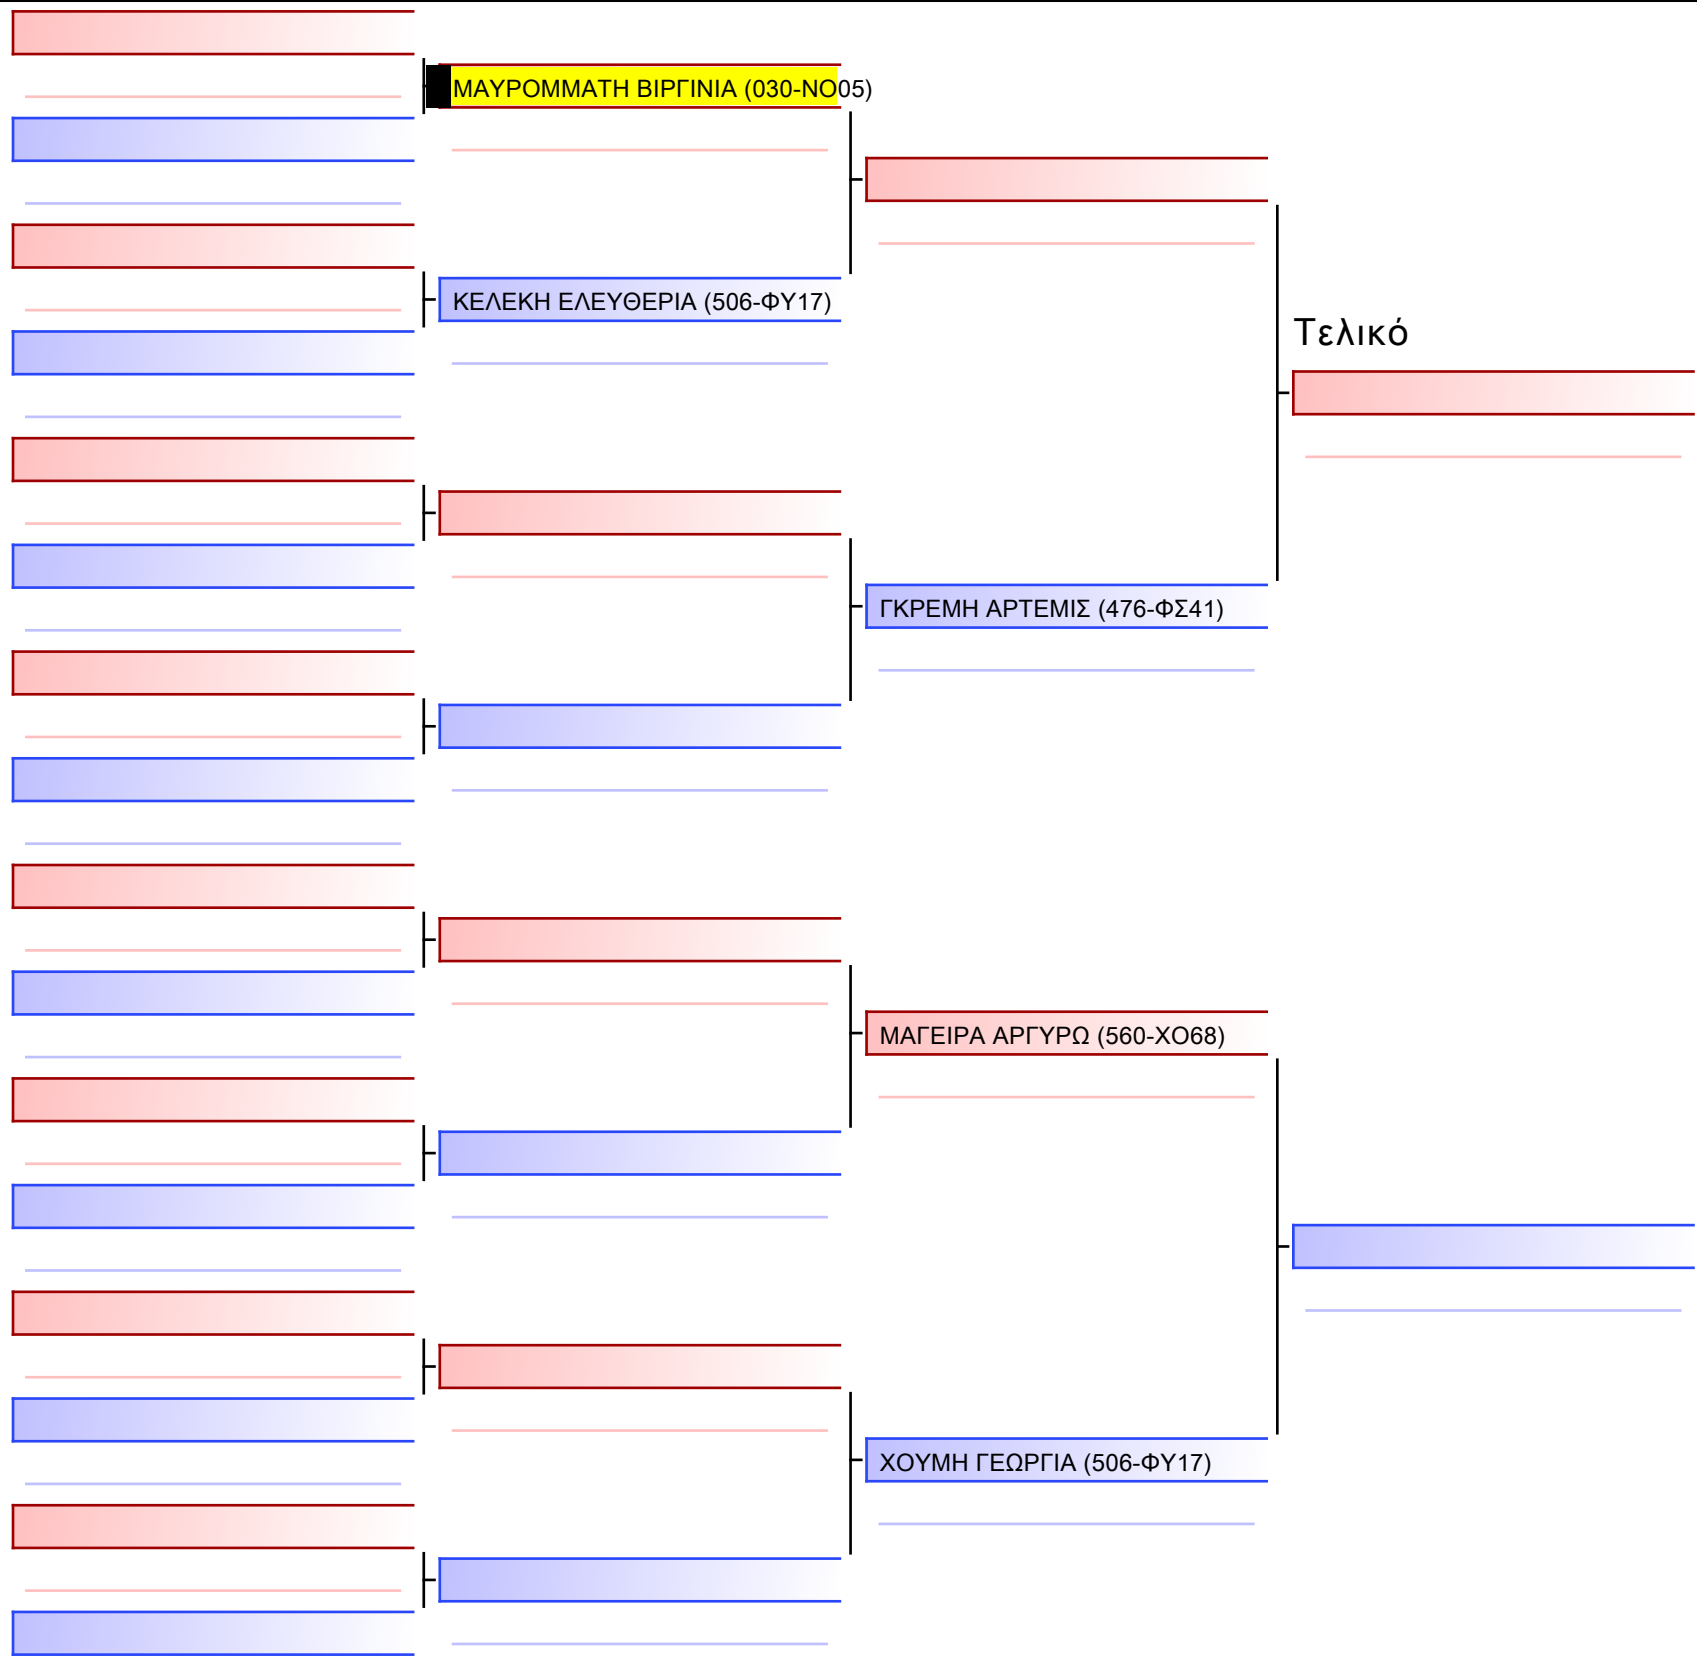 ΜΑΥΡΟΜΜΑΤΗ ΒΙΡΓΙΝΙΑ (030-ΝΟ05)
ΚΕΛΕΚΗ ΕΛΕΥΘΕΡΙΑ (506-ΦΥ17)
Τελικό
ΓΚΡΕΜΗ ΑΡΤΕΜΙΣ (476-ΦΣ41)
ΜΑΓΕΙΡΑ ΑΡΓΥΡΩ (560-ΧΟ68)
ΧΟΥΜΗ ΓΕΩΡΓΙΑ (506-ΦΥ17)